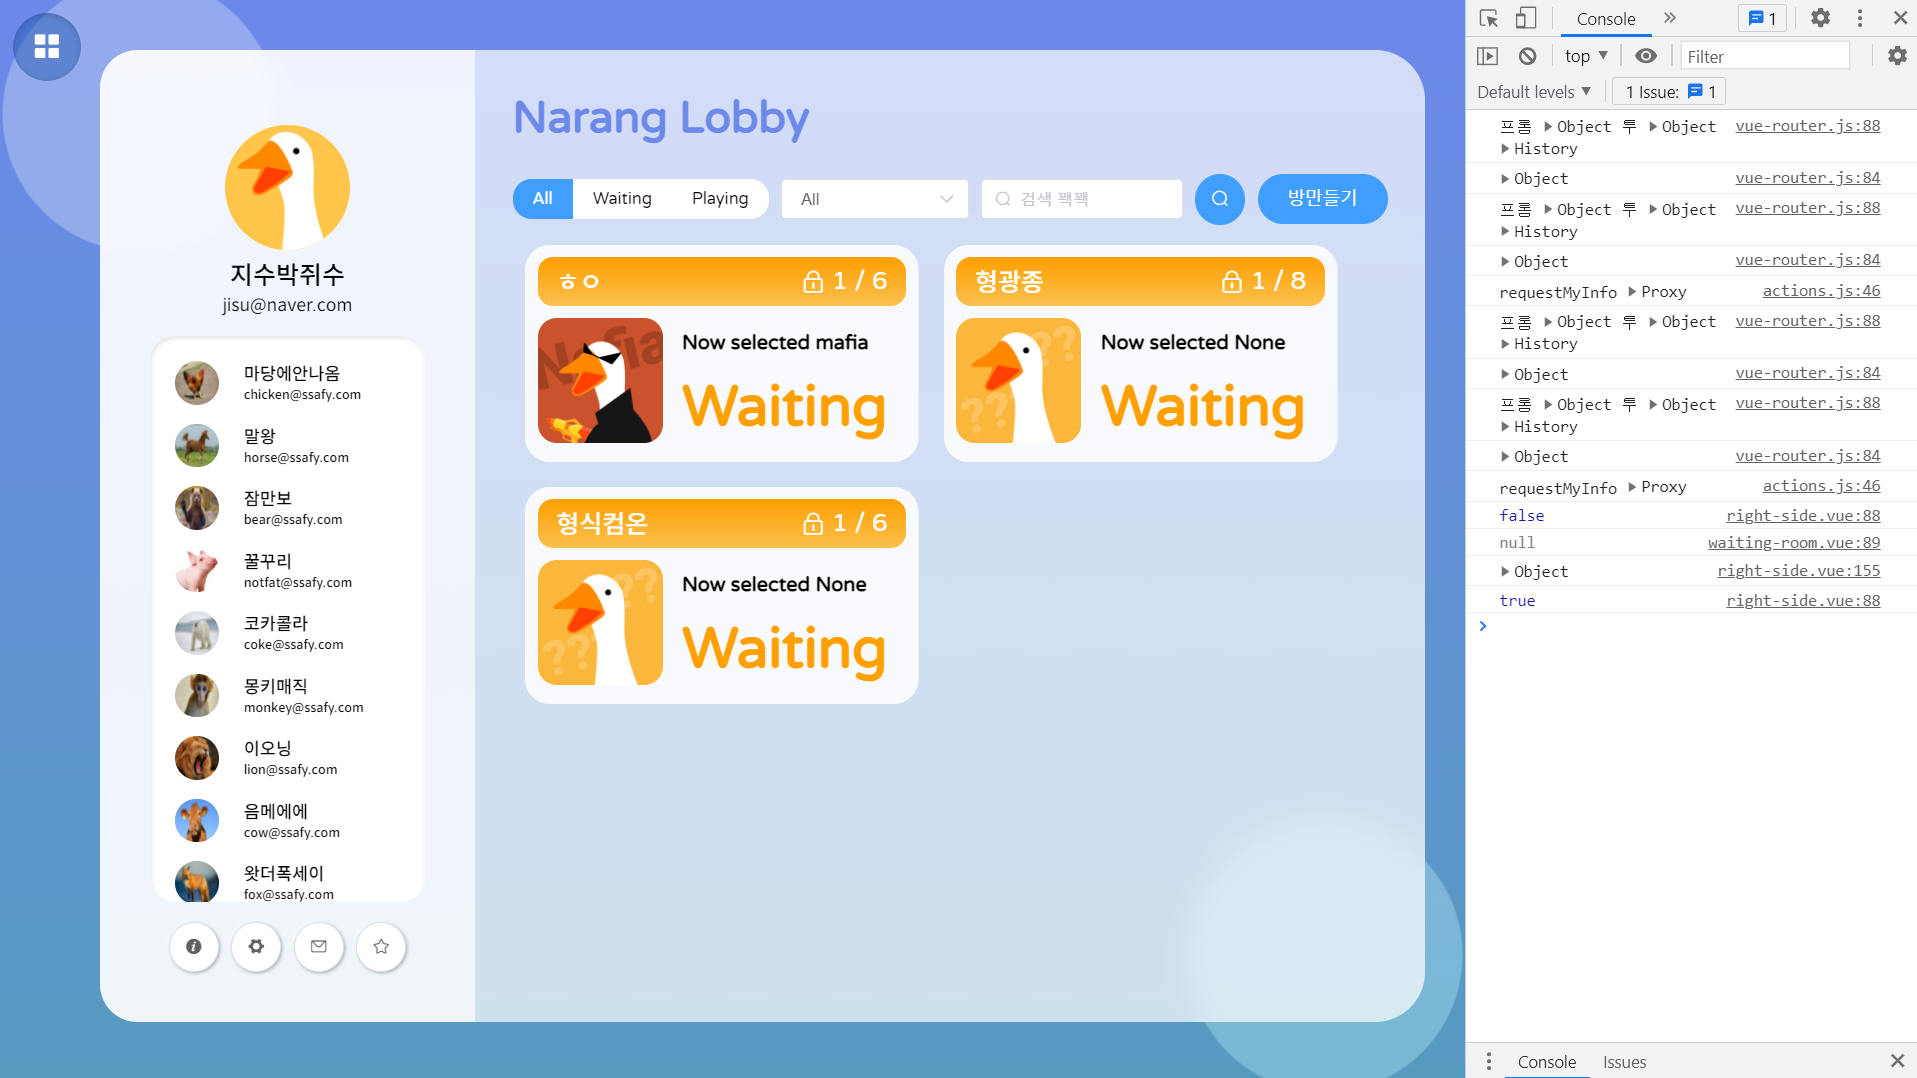 지수박쥐수
jisu@naver.com
마당에안나옴
chicken@ssafy.com
말왕
horse@ssafy.com
잠만보
bear@ssafy.com
꿀꾸리
notfat@ssafy.com
코카콜라
coke@ssafy.com
몽키매직
monkey@ssafy.com
이오닝
lion@ssafy.com
음메에에
cow@ssafy.com
왓더폭세이
fox@ssafy.com
Narang Lobby
All Waiting Playing All 검색 꽥꽥 방만들기
ㅎㅇ 1 / 6
Nafia
Now selected mafia
Waiting
형광종 1 / 8
??
??
Now selected None
Waiting
형식컴온 1 / 6
??
??
Now selected None
Waiting
Console 1
top Filter
Default levels 1 Issue: 1
프롬 Object 투 Object vue-router.js:88
History
Object vue-router.js:84
프롬 Object 투 Object vue-router.js:88
History
Object vue-router.js:84
requestMyInfo Proxy actions.js:46
프롬 Object 투 Object vue-router.js:88
History
Object vue-router.js:84
프롬 Object 투 Object vue-router.js:88
History
Object vue-router.js:84
requestMyInfo Proxy actions.js:46
false right-side.vue:88
null waiting-room.vue:89
Object right-side.vue:155
true right-side.vue:88
Console Issues